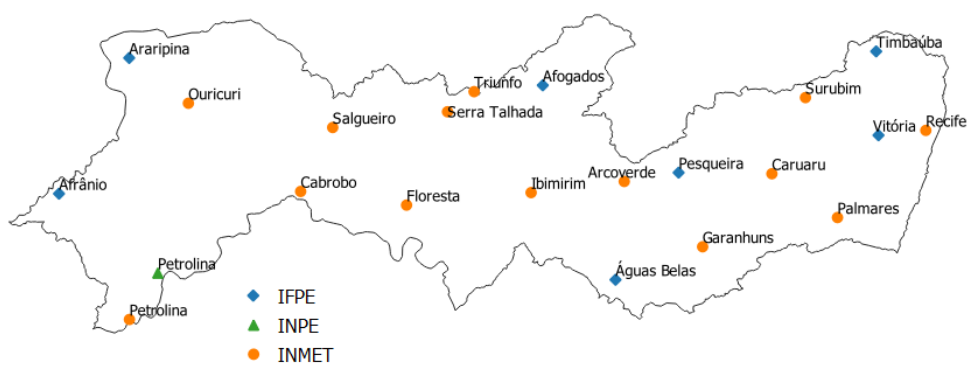 Araripina
Timbaúba
Triunfo
Afogados
Ouricuri
Surubim
Serra Talhada
Salgueiro
Vitória
Recife
Pesqueira
Caruaru
Arcoverde
Afrânio
Cabrobo
Ibimirim
Floresta
Palmares
Garanhuns
Petrolina
Águas Belas
Petrolina
IFPE
INPE
INMET